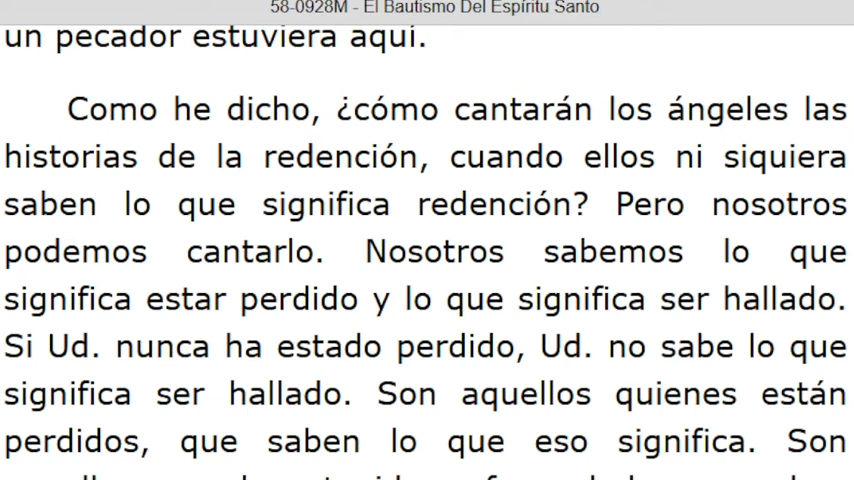 58-0928M - El Bautismo Del Espíritu Santo
un pecador estuviera aquí.
Como he dicho, ¿cómo cantarán los ángeles las
historias de la redención, cuando ellos ni siquiera
saben lo que significa redención? Pero nosotros
podemos cantarlo. Nosotros sabemos lo que
significa estar perdido y lo que significa ser hallado.
Si Ud. nunca ha estado perdido, Ud. no sabe lo que
significa ser hallado. Son aquellos quienes están
perdidos, que saben lo que eso significa. Son